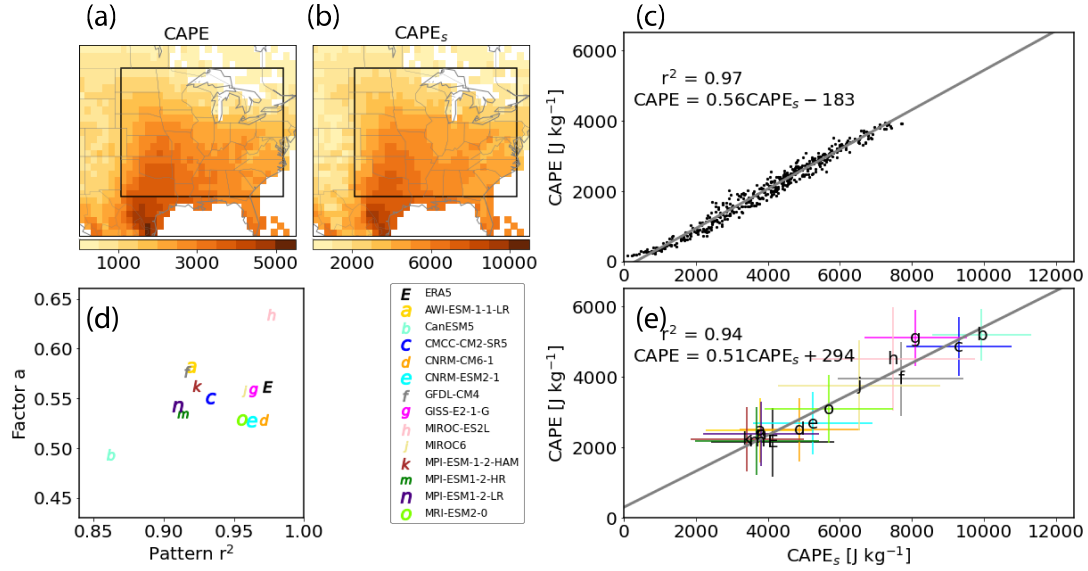 (a)
CAPE
(b)
CAPEₛ
1000 3000 5000
2000 6000 10000
(c)
r² = 0.97
CAPE = 0.56CAPEₛ − 183
CAPE [J kg⁻¹]
6000
4000
2000
0
0 2000 4000 6000 8000 10000 12000
(d)
h
a
f
k
E
j
g
c
n
m
o
e
d
b
Factor a
0.65
0.60
0.55
0.50
0.45
0.85 0.90 0.95 1.00
Pattern r²
E ERA5
a AWI-ESM-1-1-LR
b CanESM5
c CMCC-CM2-SR5
d CNRM-CM6-1
e CNRM-ESM2-1
f GFDL-CM4
g GISS-E2-1-G
h MIROC-ES2L
j MIROC6
k MPI-ESM-1-2-HAM
m MPI-ESM1-2-HR
n MPI-ESM1-2-LR
o MRI-ESM2-0
(e)
r² = 0.94
CAPE = 0.51CAPEₛ + 294
g
b
c
h
f
j
o
e
d
a
n
k
m
E
CAPE [J kg⁻¹]
6000
4000
2000
0
0 2000 4000 6000 8000 10000 12000
CAPEₛ [J kg⁻¹]